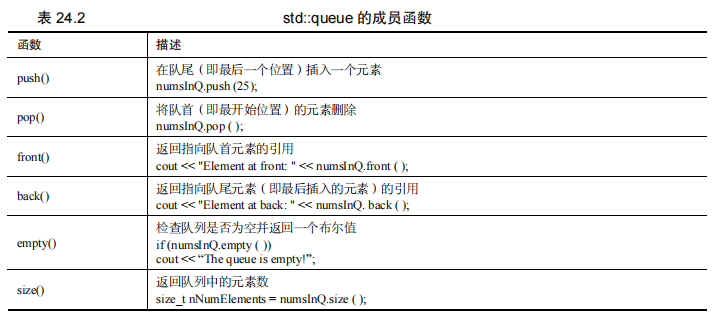 表 24.2 std::queue 的成员函数
函数 描述
push() 在队尾（即最后一个位置）插入一个元素
numsInQ.push (25);
pop() 将队首（即最开始位置）的元素删除
numsInQ.pop ( );
front() 返回指向队首元素的引用
cout << "Element at front: " << numsInQ.front ( );
back() 返回指向队尾元素（即最后插入的元素）的引用
cout << "Element at back: " << numsInQ. back ( );
empty() 检查队列是否为空并返回一个布尔值
if (numsInQ.empty ( ))
cout << “The queue is empty!”;
size() 返回队列中的元素数
size_t nNumElements = numsInQ.size ( );